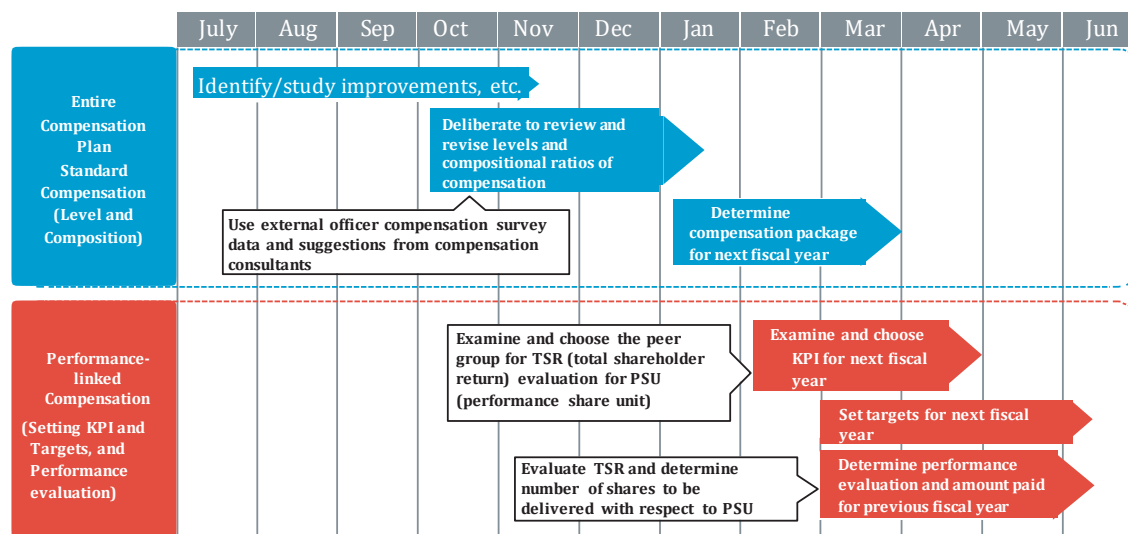 July Aug Sep Oct Nov Dec Jan Feb Mar Apr May Jun
Entire
Compensation
Plan
Standard
Compensation
(Level and
Composition)
Identify/study improvements, etc.
Deliberate to review and
revise levels and
compositional ratios of
compensation
Use external officer compensation survey
data and suggestions from compensation
consultants
Determine
compensation package
for next fiscal year
Performance-
linked
Compensation
(Setting KPI and
Targets, and
Performance
evaluation)
Examine and choose the peer
group for TSR (total shareholder
return) evaluation for PSU
(performance share unit)
Examine and choose
KPI for next fiscal
year
Set targets for next fiscal
year
Evaluate TSR and determine
number of shares to be
delivered with respect to PSU
Determine performance
evaluation and amount paid
for previous fiscal year